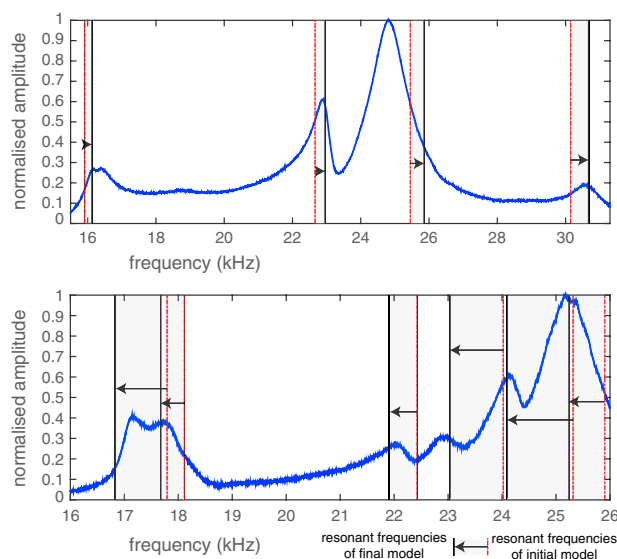 normalised amplitude
1
0.9
0.8
0.7
0.6
0.5
0.4
0.3
0.2
0.1
0
16 18 20 22 24 26 28 30
frequency (kHz)
normalised amplitude
1
0.9
0.8
0.7
0.6
0.5
0.4
0.3
0.2
0.1
0
16 17 18 19 20 21 22 23 24 25 26
frequency (kHz)
resonant frequencies resonant frequencies
of final model of initial model